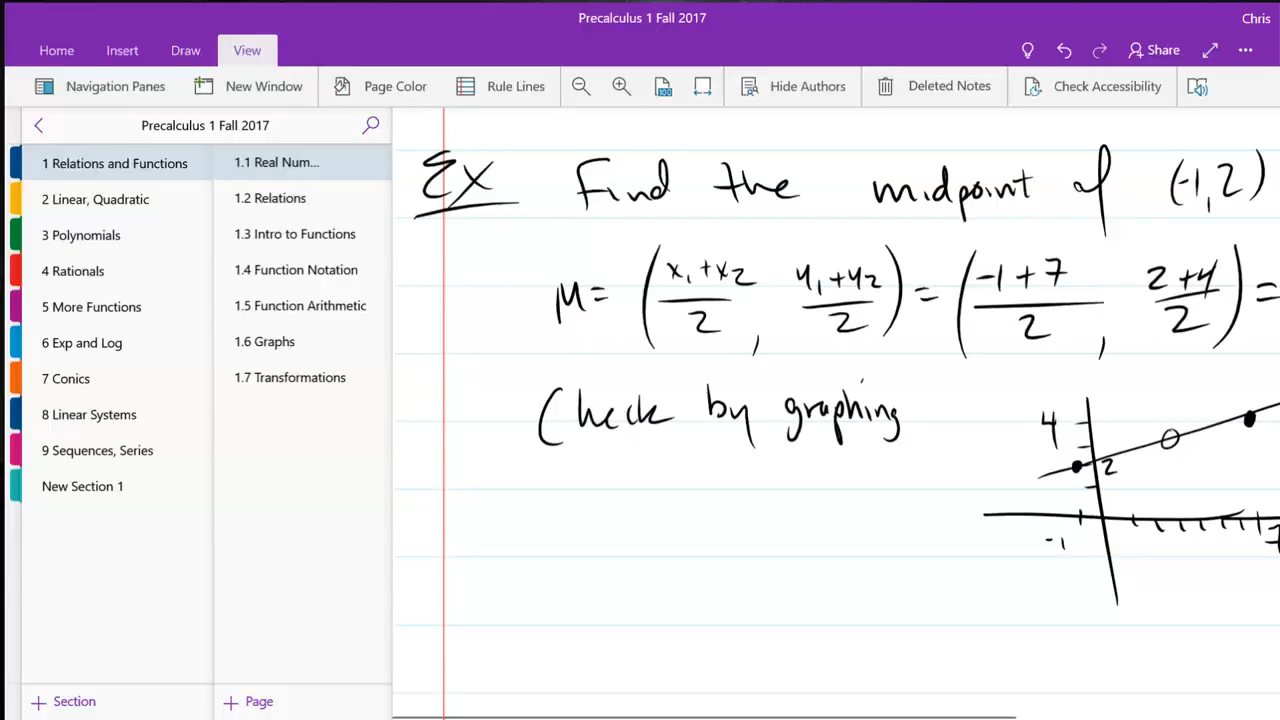 Precalculus 1 Fall 2017
Chris
Home Insert Draw View
Share
Navigation Panes New Window Page Color Rule Lines 100 Hide Authors Deleted Notes Check Accessibility
Precalculus 1 Fall 2017
1 Relations and Functions
2 Linear, Quadratic
3 Polynomials
4 Rationals
5 More Functions
6 Exp and Log
7 Conics
8 Linear Systems
9 Sequences, Series
New Section 1
+ Section
1.1 Real Num...
1.2 Relations
1.3 Intro to Functions
1.4 Function Notation
1.5 Function Arithmetic
1.6 Graphs
1.7 Transformations
+ Page
Ex Find the midpoint of (-1,2)
M = ( (x₁+x₂)/2 , (y₁+y₂)/2 ) = ( (-1+7)/2 , (2+4)/2 ) =
(heck by graphing
4
2
-1
7